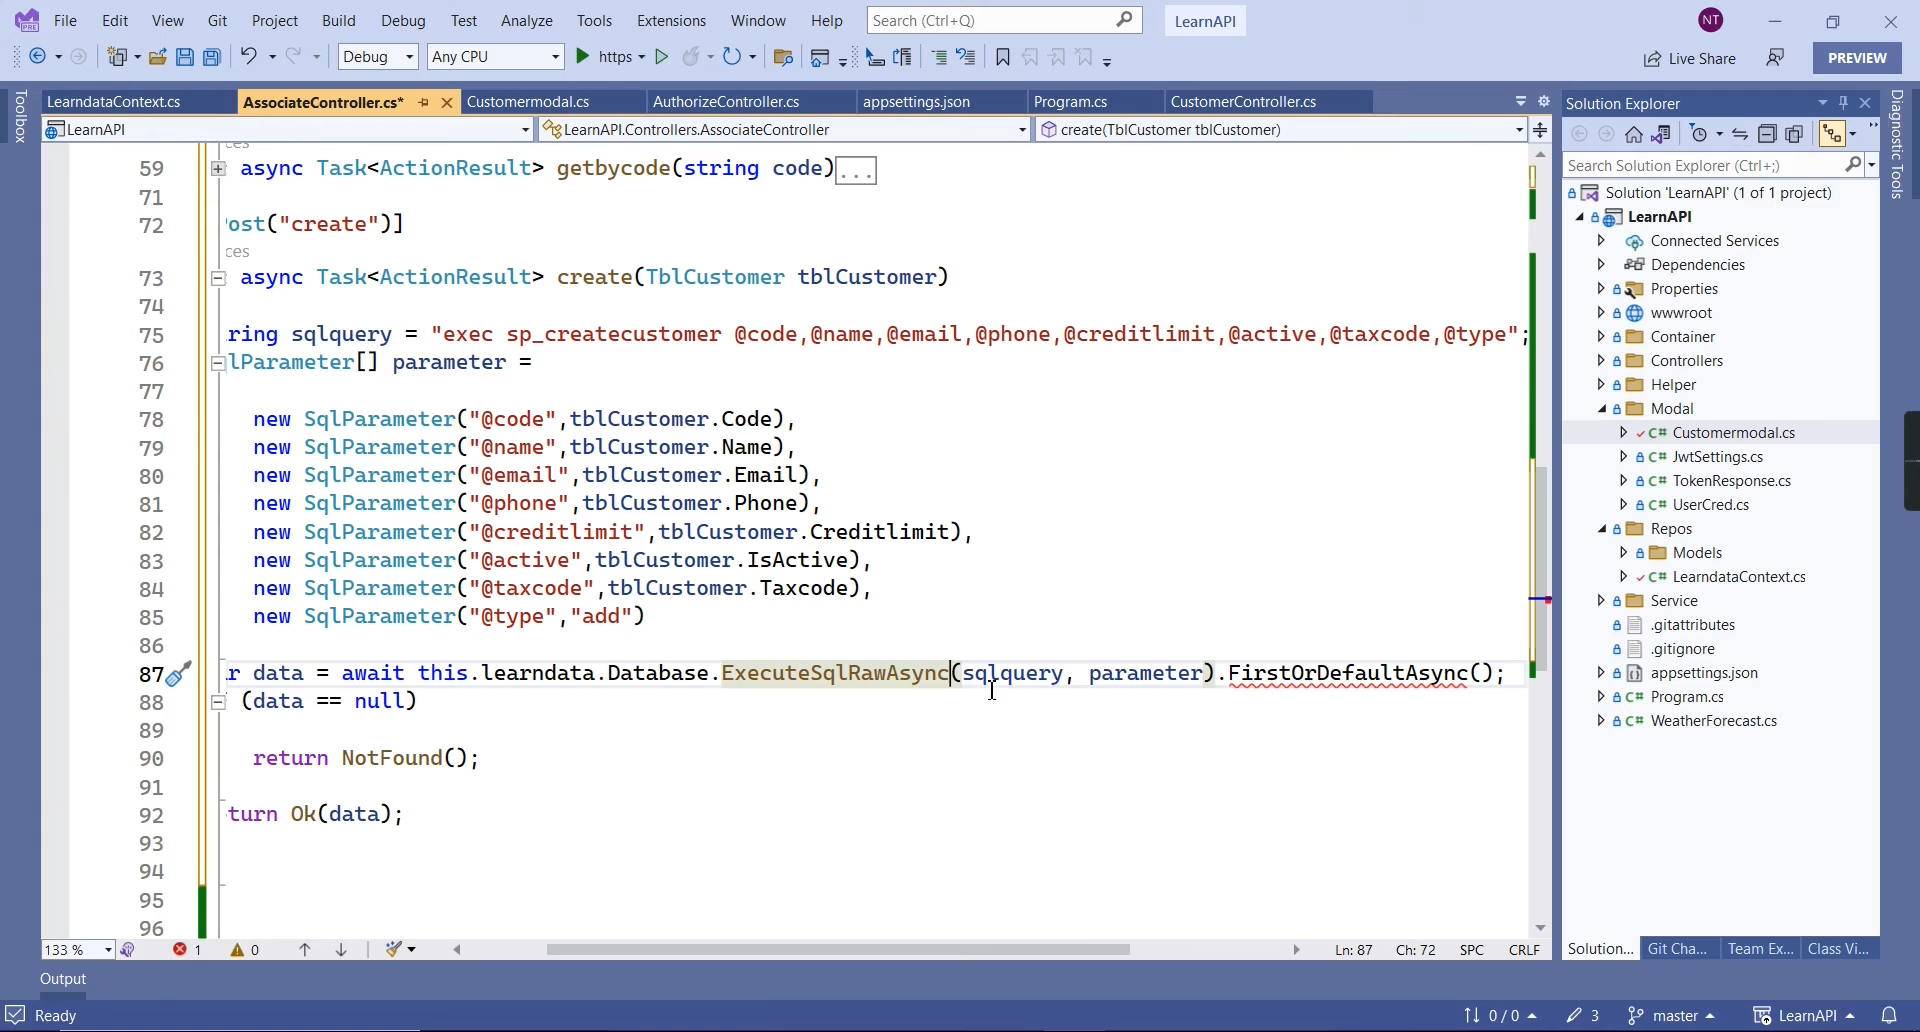 File Edit View Git Project Build Debug Test Analyze Tools Extensions Window Help Search (Ctrl+Q) LearnAPI NT
Debug Any CPU https Live Share PREVIEW
Toolbox
LearndataContext.cs AssociateController.cs* Customermodal.cs AuthorizeController.cs appsettings.json Program.cs CustomerController.cs
LearnAPI LearnAPI.Controllers.AssociateController create(TblCustomer tblCustomer)
59 async Task<ActionResult> getbycode(string code)...
71
72 ost("create")]
ces
73 async Task<ActionResult> create(TblCustomer tblCustomer)
74
75 ring sqlquery = "exec sp_createcustomer @code,@name,@email,@phone,@creditlimit,@active,@taxcode,@type";
76 lParameter[] parameter =
77
78 new SqlParameter("@code",tblCustomer.Code),
79 new SqlParameter("@name",tblCustomer.Name),
80 new SqlParameter("@email",tblCustomer.Email),
81 new SqlParameter("@phone",tblCustomer.Phone),
82 new SqlParameter("@creditlimit",tblCustomer.Creditlimit),
83 new SqlParameter("@active",tblCustomer.IsActive),
84 new SqlParameter("@taxcode",tblCustomer.Taxcode),
85 new SqlParameter("@type","add")
86
87 r data = await this.learndata.Database.ExecuteSqlRawAsync(sqlquery, parameter).FirstOrDefaultAsync();
88 (data == null)
89
90 return NotFound();
91
92 turn Ok(data);
93
94
95
96
133 % 1 0 Ln: 87 Ch: 72 SPC CRLF
Output
Ready 0 / 0 3 master LearnAPI
Solution Explorer
Search Solution Explorer (Ctrl+;)
Solution 'LearnAPI' (1 of 1 project)
LearnAPI
Connected Services
Dependencies
Properties
wwwroot
Container
Controllers
Helper
Modal
C# Customermodal.cs
C# JwtSettings.cs
C# TokenResponse.cs
C# UserCred.cs
Repos
Models
C# LearndataContext.cs
Service
.gitattributes
.gitignore
appsettings.json
C# Program.cs
C# WeatherForecast.cs
Solution... Git Cha... Team Ex... Class Vi...
Diagnostic Tools